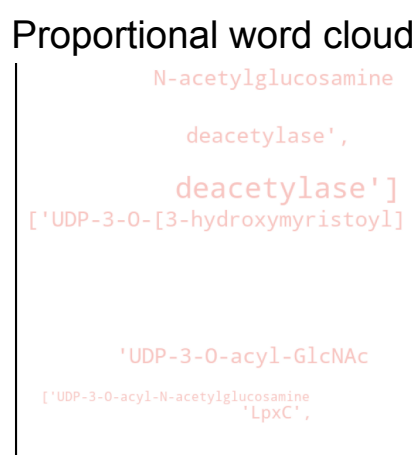 Proportional word cloud
N-acetylglucosamine
deacetylase',
deacetylase']
['UDP-3-O-[3-hydroxymyristoyl]
'UDP-3-O-acyl-GlcNAc
['UDP-3-O-acyl-N-acetylglucosamine
'LpxC',